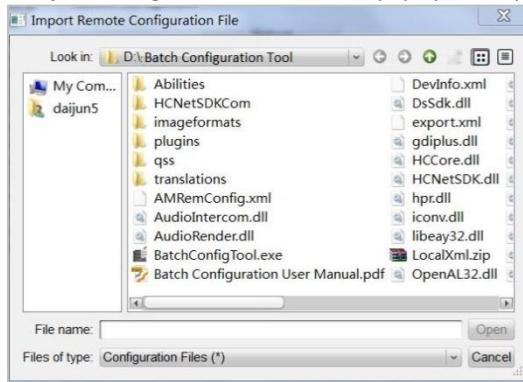 Import Remote Configuration File
Look in: D:\Batch Configuration Tool
My Com...
daijun5
Abilities
HCNetSDKCom
imageformats
plugins
qss
translations
AMRemConfig.xml
AudioIntercom.dll
AudioRender.dll
BatchConfigTool.exe
Batch Configuration User Manual.pdf
DevInfo.xml
DsSdk.dll
export.xml
gdiplus.dll
HCCore.dll
HCNetSDK.dll
hpr.dll
iconv.dll
libeay32.dll
LocalXml.zip
OpenAL32.dll
File name: Open
Files of type: Configuration Files (*) Cancel